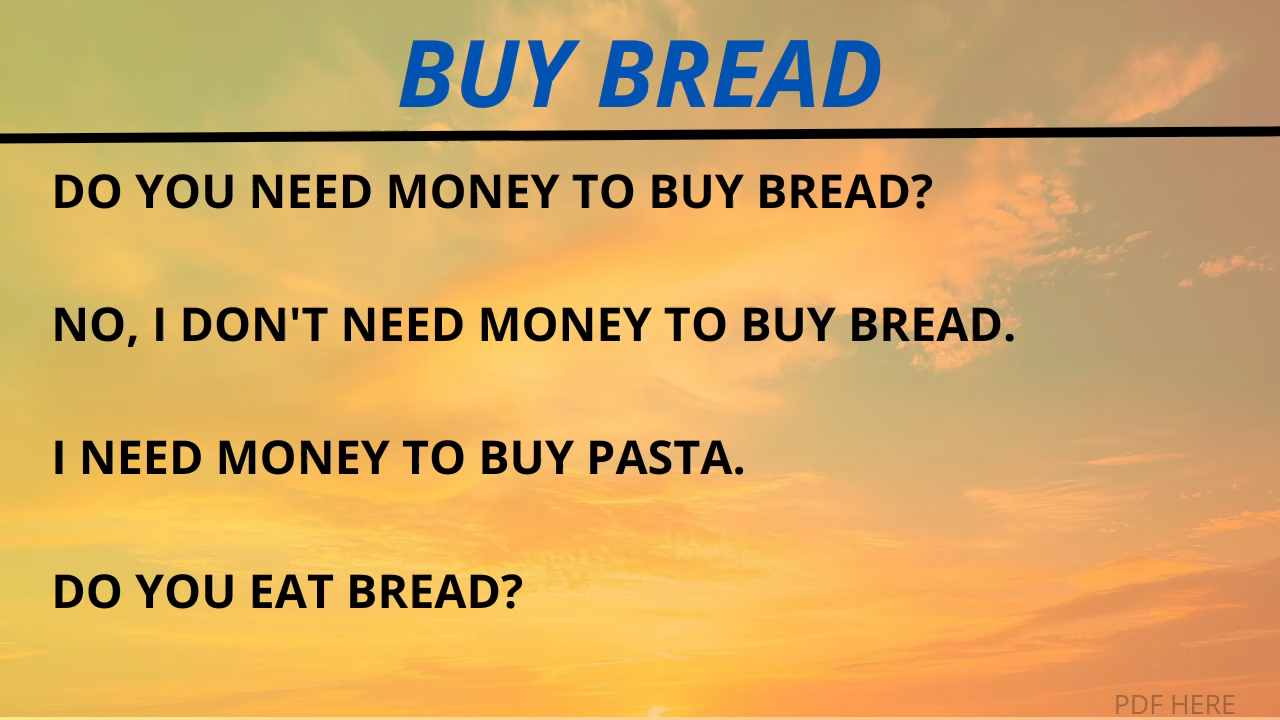 BUY BREAD
DO YOU NEED MONEY TO BUY BREAD?
NO, I DON'T NEED MONEY TO BUY BREAD.
I NEED MONEY TO BUY PASTA.
DO YOU EAT BREAD?
PDF HERE